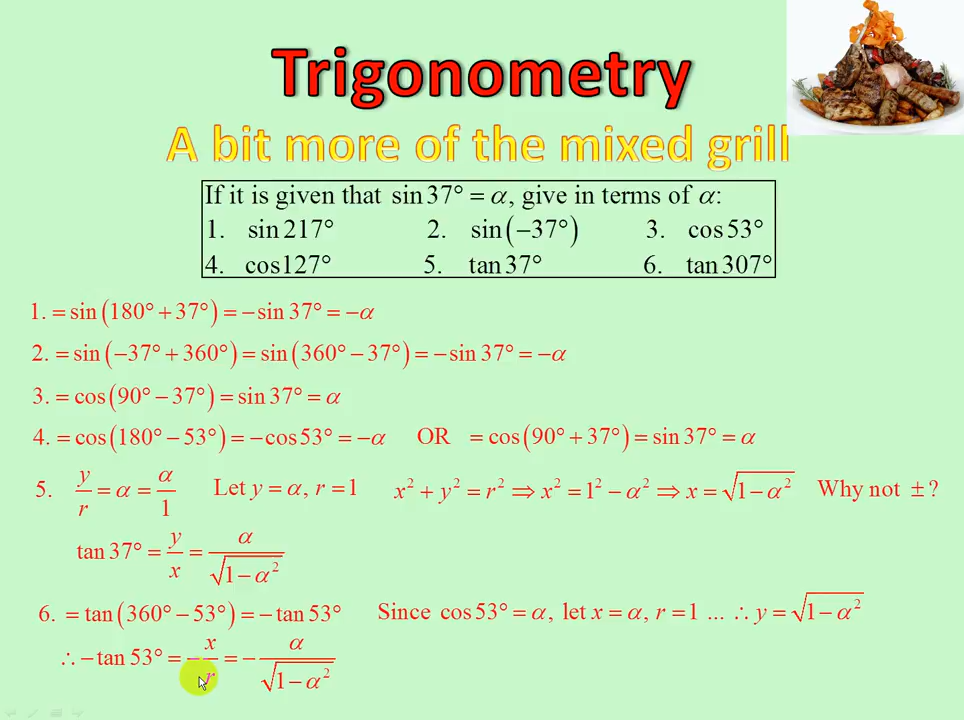 Trigonometry
A bit more of the mixed grill
If it is given that sin 37° = α, give in terms of α:
1. sin 217° 2. sin(−37°) 3. cos 53°
4. cos 127° 5. tan 37° 6. tan 307°
1. = sin(180° + 37°) = −sin 37° = −α
2. = sin(−37° + 360°) = sin(360° − 37°) = −sin 37° = −α
3. = cos(90° − 37°) = sin 37° = α
4. = cos(180° − 53°) = −cos 53° = −α OR = cos(90° + 37°) = sin 37° = α
5. y/r = α = α/1 Let y = α, r = 1 x² + y² = r² ⇒ x² = 1² − α² ⇒ x = √(1 − α²) Why not ±?
tan 37° = y/x = α/√(1 − α²)
6. = tan(360° − 53°) = −tan 53° Since cos 53° = α, let x = α, r = 1 ... ∴ y = √(1 − α²)
∴ −tan 53° = −x/r = −α/√(1 − α²)